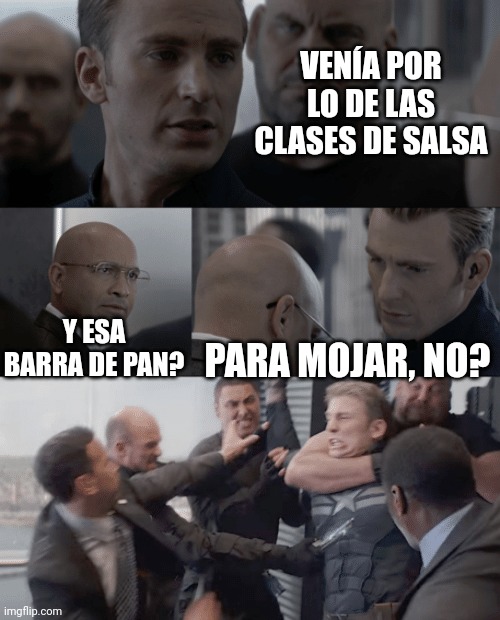 VENÍA POR
LO DE LAS
CLASES DE SALSA
Y ESA
BARRA DE PAN?
PARA MOJAR, NO?
imgflip.com